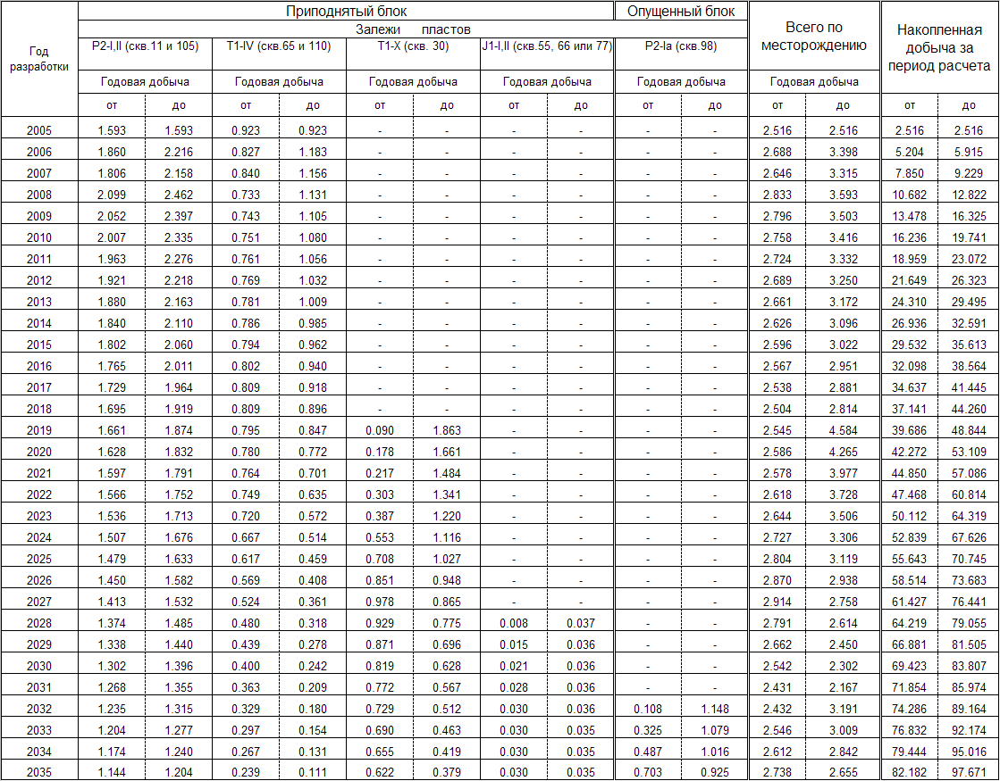 Год разработки Приподнятый блок Опущенный блок Всего по месторождению Накопленная добыча за период расчета
Залежи пластов
P2-I,II (скв.11 и 105) T1-IV (скв.65 и 110) T1-X (скв. 30) J1-I,II (скв.55, 66 или 77) P2-Ia (скв.98)
Годовая добыча Годовая добыча Годовая добыча Годовая добыча Годовая добыча Годовая добыча
от до от до от до от до от до от до от до
2005 1.593 1.593 0.923 0.923 - - - - - - 2.516 2.516 2.516 2.516
2006 1.860 2.216 0.827 1.183 - - - - - - 2.688 3.398 5.204 5.915
2007 1.806 2.158 0.840 1.156 - - - - - - 2.646 3.315 7.850 9.229
2008 2.099 2.462 0.733 1.131 - - - - - - 2.833 3.593 10.682 12.822
2009 2.052 2.397 0.743 1.105 - - - - - - 2.796 3.503 13.478 16.325
2010 2.007 2.335 0.751 1.080 - - - - - - 2.758 3.416 16.236 19.741
2011 1.963 2.276 0.761 1.056 - - - - - - 2.724 3.332 18.959 23.072
2012 1.921 2.218 0.769 1.032 - - - - - - 2.689 3.250 21.649 26.323
2013 1.880 2.163 0.781 1.009 - - - - - - 2.661 3.172 24.310 29.495
2014 1.840 2.110 0.786 0.985 - - - - - - 2.626 3.096 26.936 32.591
2015 1.802 2.060 0.794 0.962 - - - - - - 2.596 3.022 29.532 35.613
2016 1.765 2.011 0.802 0.940 - - - - - - 2.567 2.951 32.098 38.564
2017 1.729 1.964 0.809 0.918 - - - - - - 2.538 2.881 34.637 41.445
2018 1.695 1.919 0.809 0.896 - - - - - - 2.504 2.814 37.141 44.260
2019 1.661 1.874 0.795 0.847 0.090 1.863 - - - - 2.545 4.584 39.686 48.844
2020 1.628 1.832 0.780 0.772 0.178 1.661 - - - - 2.586 4.265 42.272 53.109
2021 1.597 1.791 0.764 0.701 0.217 1.484 - - - - 2.578 3.977 44.850 57.086
2022 1.566 1.752 0.749 0.635 0.303 1.341 - - - - 2.618 3.728 47.468 60.814
2023 1.536 1.713 0.720 0.572 0.387 1.220 - - - - 2.644 3.506 50.112 64.319
2024 1.507 1.676 0.667 0.514 0.553 1.116 - - - - 2.727 3.306 52.839 67.626
2025 1.479 1.633 0.617 0.459 0.708 1.027 - - - - 2.804 3.119 55.643 70.745
2026 1.450 1.582 0.569 0.408 0.851 0.948 - - - - 2.870 2.938 58.514 73.683
2027 1.413 1.532 0.524 0.361 0.978 0.865 - - - - 2.914 2.758 61.427 76.441
2028 1.374 1.485 0.480 0.318 0.929 0.775 0.008 0.037 - - 2.791 2.614 64.219 79.055
2029 1.338 1.440 0.439 0.278 0.871 0.696 0.015 0.036 - - 2.662 2.450 66.881 81.505
2030 1.302 1.396 0.400 0.242 0.819 0.628 0.021 0.036 - - 2.542 2.302 69.423 83.807
2031 1.268 1.355 0.363 0.209 0.772 0.567 0.028 0.036 - - 2.431 2.167 71.854 85.974
2032 1.235 1.315 0.329 0.180 0.729 0.512 0.030 0.036 0.108 1.148 2.432 3.191 74.286 89.164
2033 1.204 1.277 0.297 0.154 0.690 0.463 0.030 0.035 0.325 1.079 2.546 3.009 76.832 92.174
2034 1.174 1.240 0.267 0.131 0.655 0.419 0.030 0.035 0.487 1.016 2.612 2.842 79.444 95.016
2035 1.144 1.204 0.239 0.111 0.622 0.379 0.030 0.035 0.703 0.925 2.738 2.655 82.182 97.671